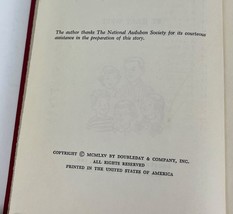 The author thanks The National Audubon Society for its courteous
assistance in the preparation of this story.
COPYRIGHT © MCMLXV BY DOUBLEDAY & COMPANY, INC.
ALL RIGHTS RESERVED
PRINTED IN THE UNITED STATES OF AMERICA